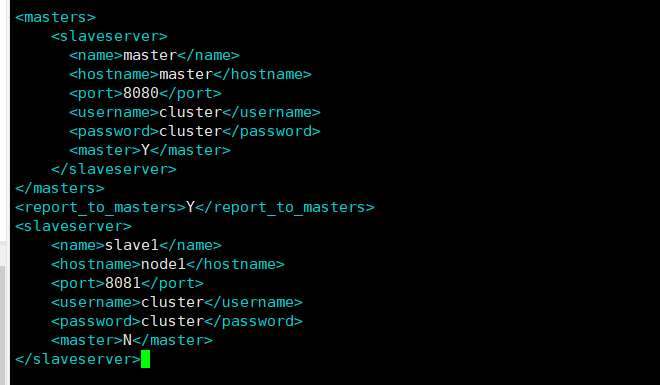 <masters>
    <slaveserver>
      <name>master</name>
      <hostname>master</hostname>
      <port>8080</port>
      <username>cluster</username>
      <password>cluster</password>
      <master>Y</master>
    </slaveserver>
</masters>
<report_to_masters>Y</report_to_masters>
<slaveserver>
    <name>slave1</name>
    <hostname>node1</hostname>
    <port>8081</port>
    <username>cluster</username>
    <password>cluster</password>
    <master>N</master>
</slaveserver>